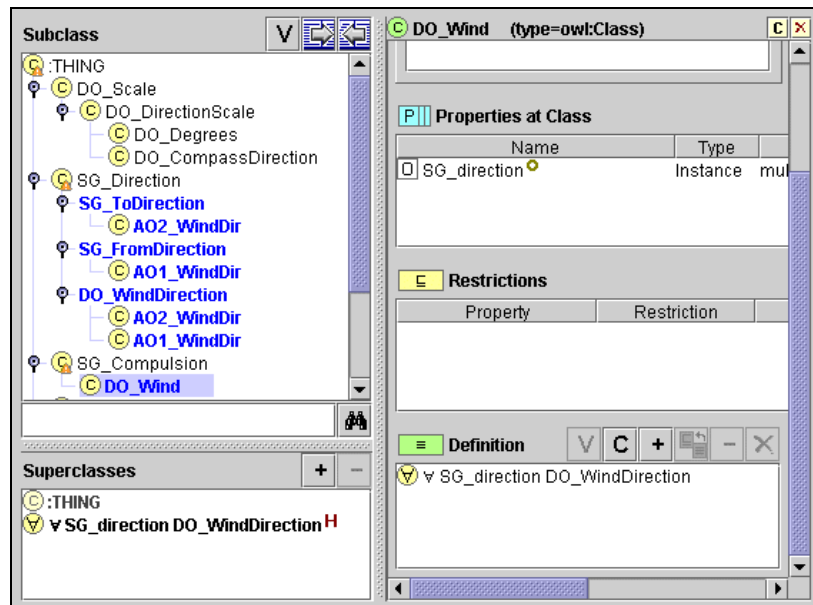 Subclass
V
:THING
C DO_Scale
C DO_DirectionScale
C DO_Degrees
C DO_CompassDirection
C SG_Direction
SG_ToDirection
C AO2_WindDir
SG_FromDirection
C AO1_WindDir
DO_WindDirection
C AO2_WindDir
C AO1_WindDir
C SG_Compulsion
C DO_Wind
Superclasses + −
C :THING
∀ ∀ SG_direction DO_WindDirection H
C DO_Wind (type=owl:Class) C ×
P Properties at Class
Name Type
O SG_direction Instance mul
⊑ Restrictions
Property Restriction
≡ Definition V C + − ×
∀ ∀ SG_direction DO_WindDirection